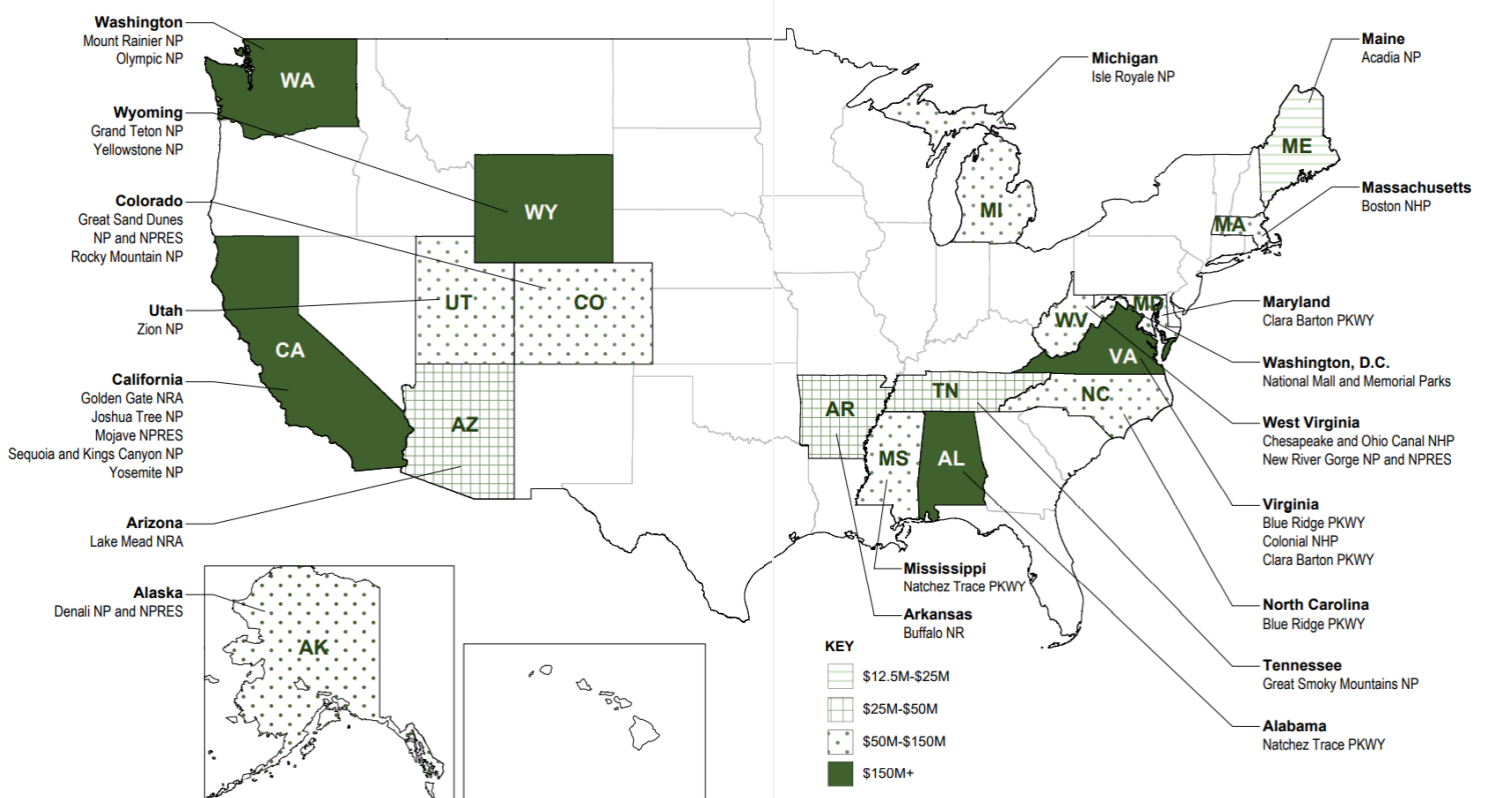 Washington
Mount Rainier NP
Olympic NP
Wyoming
Grand Teton NP
Yellowstone NP
Colorado
Great Sand Dunes
NP and NPRES
Rocky Mountain NP
Utah
Zion NP
California
Golden Gate NRA
Joshua Tree NP
Mojave NPRES
Sequoia and Kings Canyon NP
Yosemite NP
Arizona
Lake Mead NRA
Alaska
Denali NP and NPRES
WA
WY
UT
CO
CA
AZ
AK
MI
ME
MA
MD
WV
VA
TN
NC
AR
MS
AL
Michigan
Isle Royale NP
Maine
Acadia NP
Massachusetts
Boston NHP
Maryland
Clara Barton PKWY
Washington, D.C.
National Mall and Memorial Parks
West Virginia
Chesapeake and Ohio Canal NHP
New River Gorge NP and NPRES
Virginia
Blue Ridge PKWY
Colonial NHP
Clara Barton PKWY
North Carolina
Blue Ridge PKWY
Tennessee
Great Smoky Mountains NP
Alabama
Natchez Trace PKWY
Mississippi
Natchez Trace PKWY
Arkansas
Buffalo NR
KEY
$12.5M-$25M
$25M-$50M
$50M-$150M
$150M+